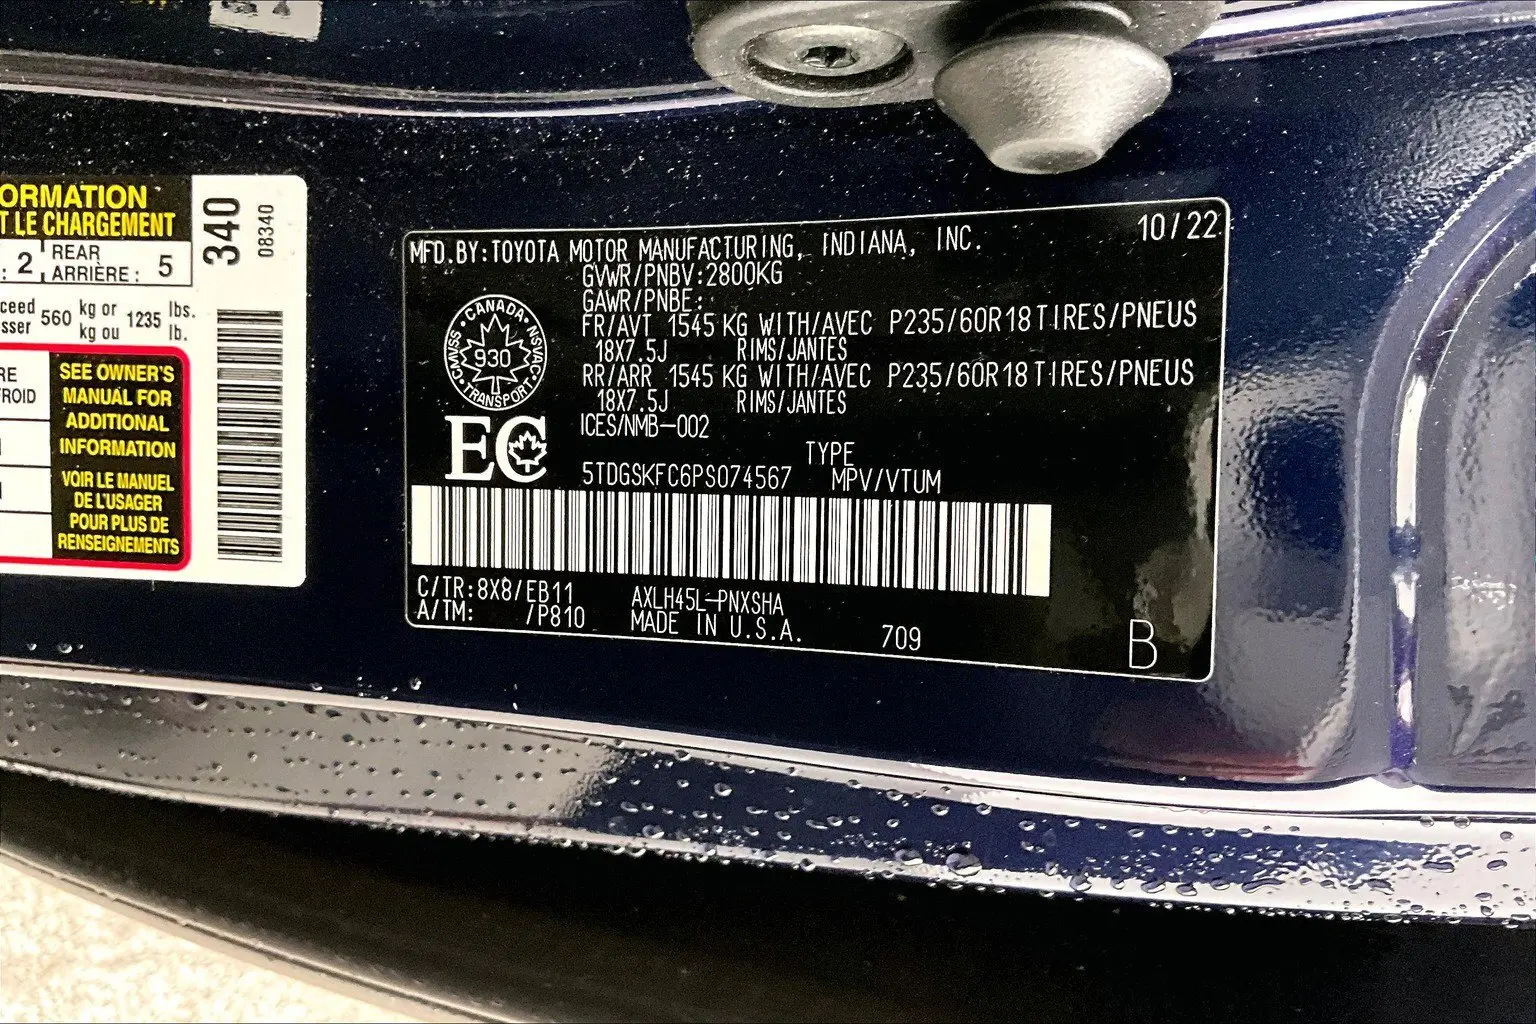 ORMATION
T LE CHARGEMENT
: 2 REAR
ARRIÈRE : 5
ceed 560 kg or 1235 lbs.
sser kg ou lb.
RE
FROID
SEE OWNER'S
MANUAL FOR
ADDITIONAL
INFORMATION
VOIR LE MANUEL
DE L'USAGER
POUR PLUS DE
RENSEIGNEMENTS
340
08340
10/22
MFD.BY:TOYOTA MOTOR MANUFACTURING, INDIANA, INC.
GVWR/PNBV:2800KG
GAWR/PNBE:
FR/AVT 1545 KG WITH/AVEC P235/60R18TIRES/PNEUS
18X7.5J RIMS/JANTES
RR/ARR 1545 KG WITH/AVEC P235/60R18TIRES/PNEUS
18X7.5J RIMS/JANTES
ICES/NMB-002
CANADA NSVAC TRANSPORT CMVSS
930
EC
TYPE
5TDGSKFC6PS074567 MPV/VTUM
C/TR:8X8/EB11 AXLH45L-PNXSHA
A/TM: /P810 MADE IN U.S.A. 709
B